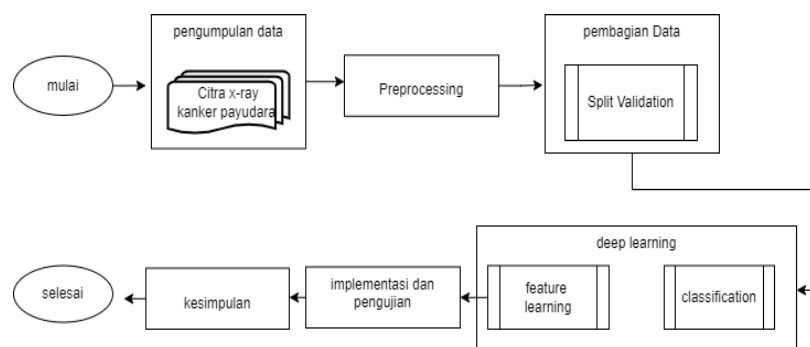 mulai
pengumpulan data
Citra x-ray
kanker payudara
Preprocessing
pembagian Data
Split Validation
deep learning
feature
learning
classification
implementasi dan
pengujian
kesimpulan
selesai